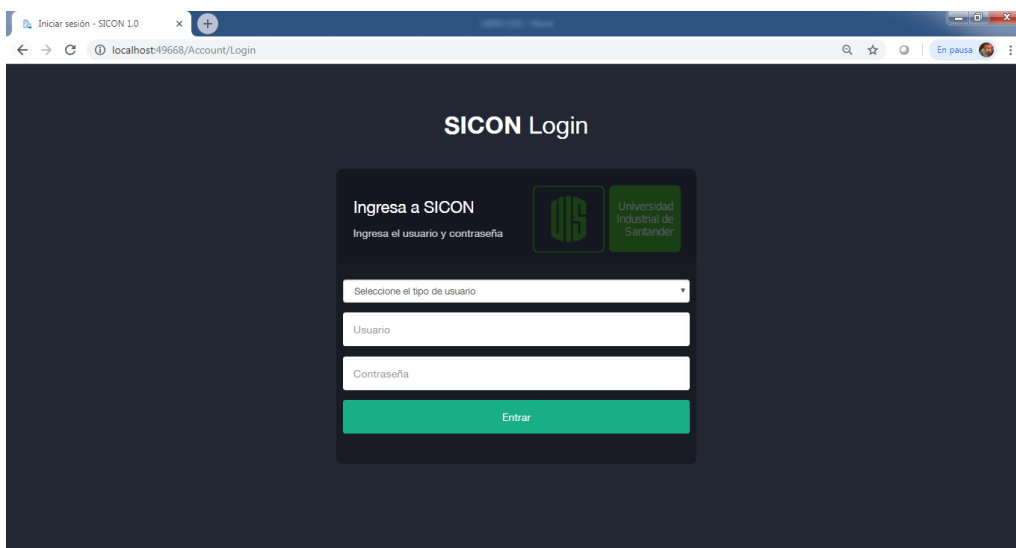 Iniciar sesión - SICON 1.0
localhost:49668/Account/Login
En pausa
SICON Login
Ingresa a SICON
Ingresa el usuario y contraseña
UIS
Universidad
Industrial de
Santander
Seleccione el tipo de usuario
Usuario
Contraseña
Entrar